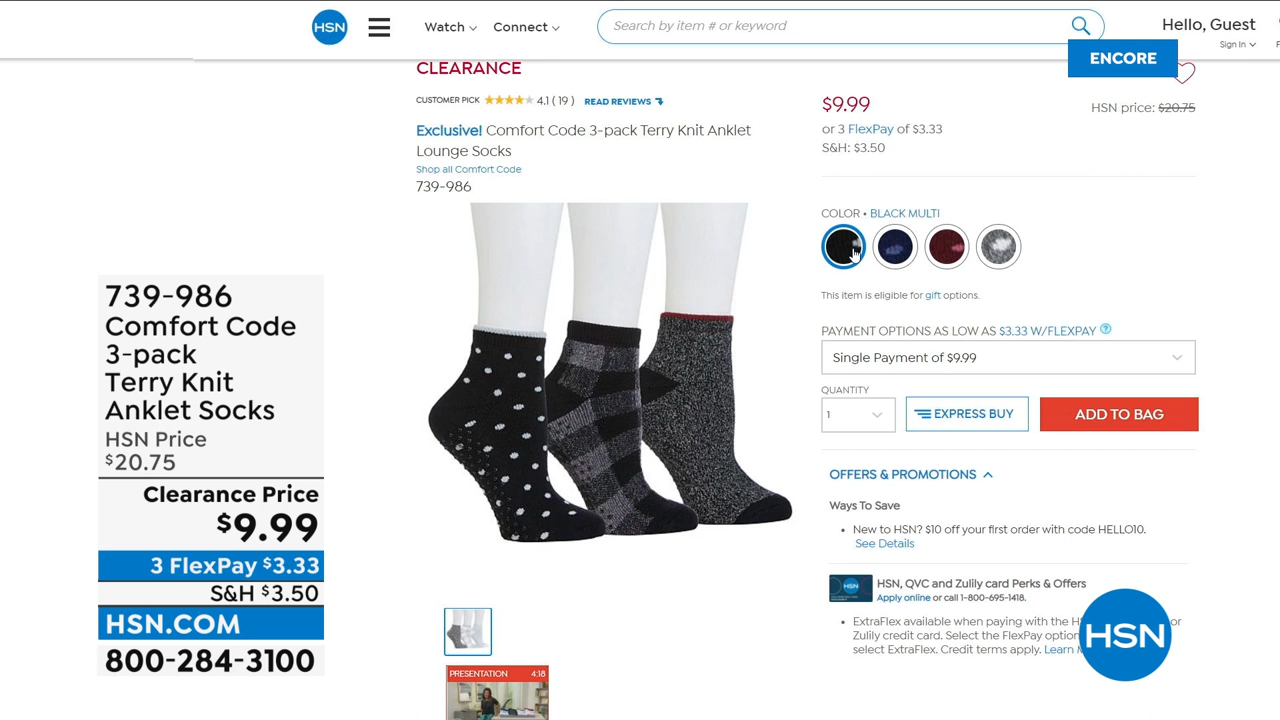 HSN
Watch
Connect
Search by item # or keyword
Hello, Guest
Sign In
ENCORE
CLEARANCE
CUSTOMER PICK 4.1 ( 19 ) READ REVIEWS
Exclusive! Comfort Code 3-pack Terry Knit Anklet
Lounge Socks
Shop all Comfort Code
739-986
$9.99
HSN price: $20.75
or 3 FlexPay of $3.33
S&H: $3.50
COLOR • BLACK MULTI
This item is eligible for gift options.
PAYMENT OPTIONS AS LOW AS $3.33 W/FLEXPAY ?
Single Payment of $9.99
QUANTITY
1
EXPRESS BUY
ADD TO BAG
OFFERS & PROMOTIONS
Ways To Save
• New to HSN? $10 off your first order with code HELLO10.
See Details
HSN
HSN, QVC and Zulily card Perks & Offers
Apply online or call 1-800-695-1418.
• ExtraFlex available when paying with the H or
Zulily credit card. Select the FlexPay option
select ExtraFlex. Credit terms apply. Learn
HSN
739-986
Comfort Code
3-pack
Terry Knit
Anklet Socks
HSN Price
$20.75
Clearance Price
$9.99
3 FlexPay $3.33
S&H $3.50
HSN.COM
800-284-3100
PRESENTATION 4:18